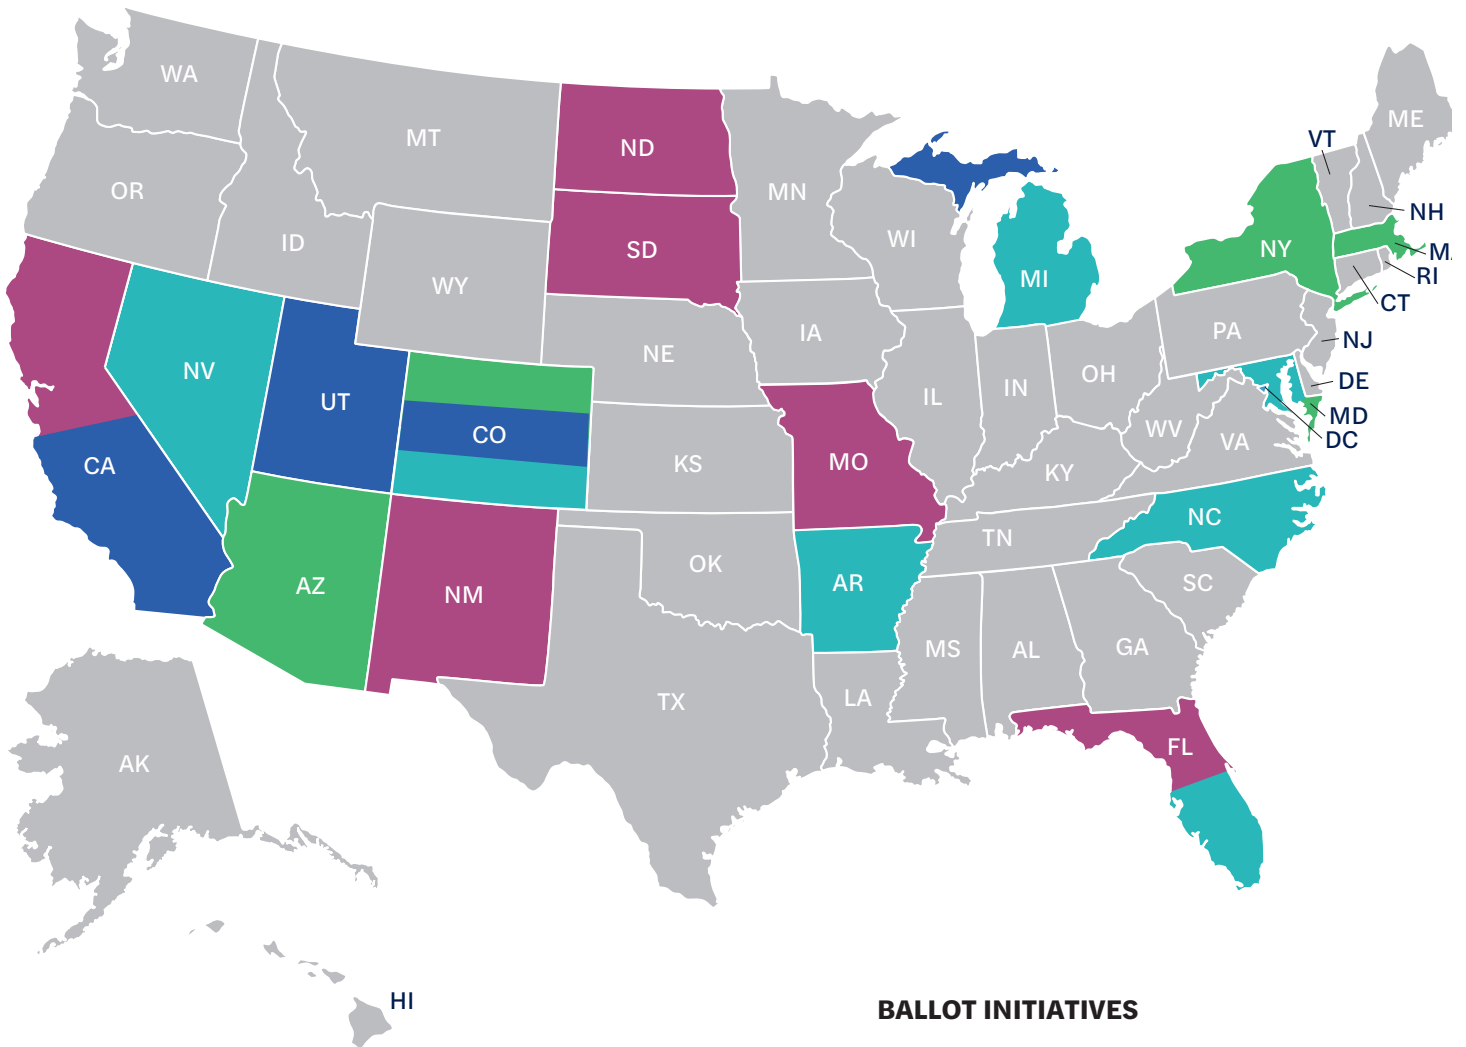 WA
MT
ND
ME
VT
OR
MN
ID
SD
WI
NH
NY
M.
MI
RI
WY
CT
IA
PA
NJ
NE
NV
OH
DE
IN
IL
UT
MD
CO
WV
DC
VA
CA
KS
MO
KY
NC
TN
OK
AR
SC
AZ
NM
MS
AL
GA
TX
LA
FL
AK
HI
BALLOT INITIATIVES